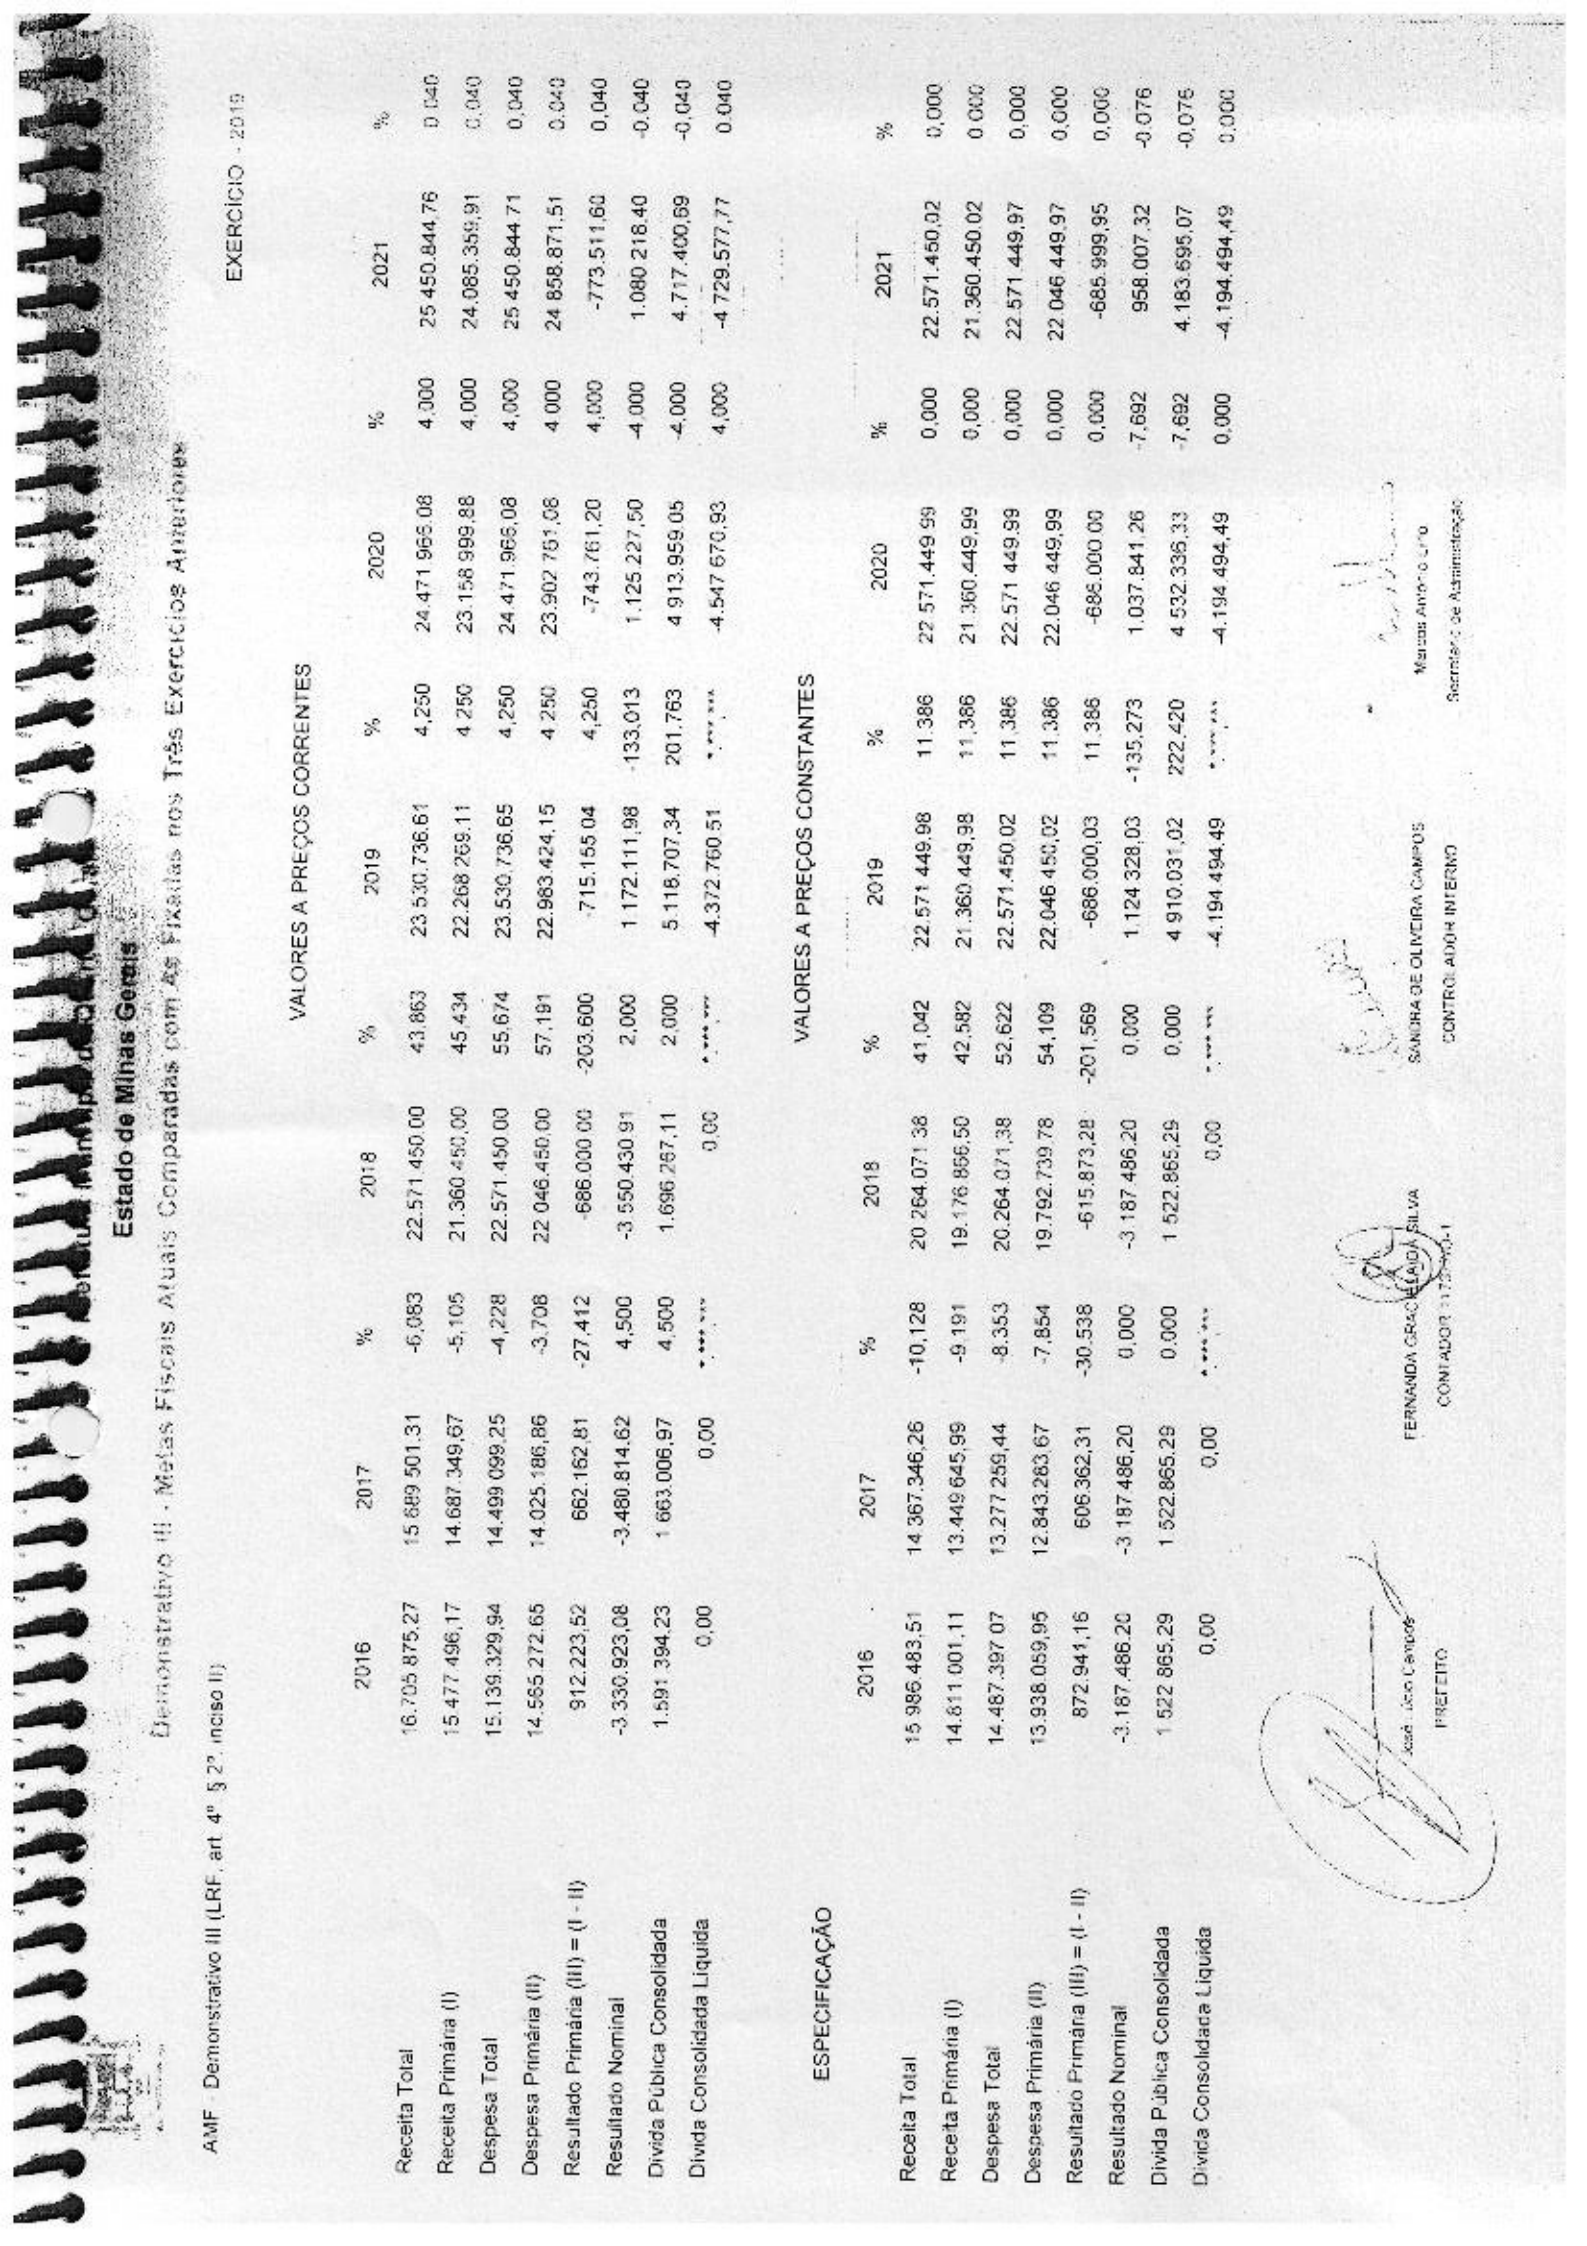 Estado de Minas Gerais
Demonstrativo III - Metas Fiscais Atuais Comparadas com As Fixadas nos Três Exercícios Anteriores
AMF Demonstrativo III (LRF, art. 4º § 2º, inciso II)
EXERCÍCIO - 2019
VALORES A PREÇOS CORRENTES
2016 2017 % 2018 % 2019 % 2020 % 2021 %
Receita Total 16.705 875,27 15 689 501.31 -6,083 22.571.450.00 43.863 23 530.736.61 4,250 24.471 966.08 4,000 25 450.844,76 0 040
Receita Primária (I) 15 477 496,17 14.687 349,67 -5.105 21.360 450,00 45.434 22.268 269.11 4 250 23.158 999.88 4,000 24.085.359,91 0.040
Despesa Total 15.139.329,94 14.499 099.25 -4,228 22.571 450 00 55.674 23.530.736,65 4,250 24.471.966,08 4,000 25 450.844 71 0,040
Despesa Primária (II) 14.565 272.65 14.025.186,86 -3.708 22 046.450,00 57.191 22.983.424,15 4 250 23.902 761,08 4 000 24 858.871.51 0.040
Resultado Primária (III) = (I - II) 912.223,52 662.162,81 -27,412 -686.000 00 -203.600 -715.155 04 4,250 -743.761,20 4,000 -773.511,60 0,040
Resultado Nominal -3 330.923,08 -3.480.814.62 4,500 -3 550.430 91 2,000 1 172.111,98 -133.013 1.125.227,50 -4,000 1.080 218.40 -0.040
Divida Pública Consolidada 1.591 394,23 1 663.006,97 4,500 1.696 267,11 2,000 5.118.707,34 201.763 4 913.959.05 -4,000 4.717.400,69 -0,040
Divida Consolidada Liquida 0,00 0,00 *.***,*** 0,00 *.***,*** -4.372 760.51 *.***,*** -4.547 670,93 4,000 -4 729.577,77 0.040
VALORES A PREÇOS CONSTANTES
ESPECIFICAÇÃO 2016 2017 % 2018 % 2019 % 2020 % 2021 %
Receita Total 15 986.483,51 14 367.346,26 -10,128 20 264.071 38 41,042 22.571 449,98 11.386 22 571.449 99 0,000 22.571.450,02 0,000
Receita Primária (I) 14.811 001,11 13.449 645,99 -9 191 19.176 866,50 42.582 21.360.449,98 11,386 21.360.449,99 0,000 21.360.450.02 0 000
Despesa Total 14.487.397 07 13.277 259,44 -8.353 20.264.071,38 52,622 22.571.450,02 11,386 22.571 449.99 0,000 22.571 449,97 0,000
Despesa Primária (II) 13.938.059,95 12.843.283,67 -7,854 19.792.739,78 54,109 22.046 450,02 11.386 22.046 449,99 0,000 22 046 449,97 0,000
Resultado Primária (III) = (I - II) 872.941,16 606.362,31 -30.538 -615.873,28 -201,569 -686.000,03 11.386 -686.000.00 0,000 -685.999,95 0,000
Resultado Nominal -3.187.486.20 -3 187 486,20 0,000 -3 187 486.20 0,000 1.124 328,03 -135,273 1.037.841,26 -7,692 958.007,32 -0.076
Divida Pública Consolidada 1 522 865,29 1 522.865,29 0.000 1 522.865,29 0,000 4 910.031,02 222,420 4 532.336,33 -7,692 4.183.695,07 -0,076
Divida Consolidada Liquida 0,00 0,00 *.***,*** 0,00 *.***,*** -4.194 494,49 *.***,*** -4.194 494,49 0,000 -4.194.494,49 0.000
Campos
PREFEITO
FERNANDA SILVA
CONTADOR
SANDRA DE OLIVEIRA CAMPOS
CONTROLADOR INTERNO
Marcos Antônio
Secretario de Administração